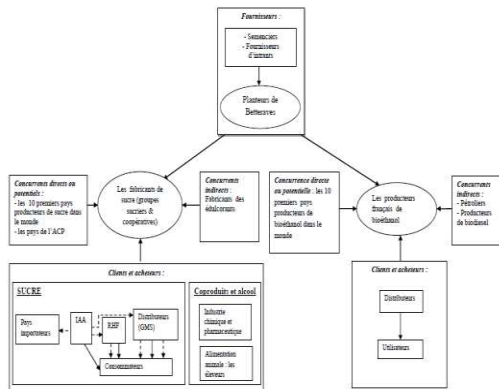 Fournisseurs :
- Semenciers
- Fournisseurs
d'intrants
Planteurs de
Betteraves
Concurrents directs ou
potentiels :
- les 10 premiers pays
producteurs de sucre dans
le monde
- les pays de l'ACP
Les fabricants de
sucre (groupes
sucriers &
coopératives)
Concurrents
indirects :
Fabricants des
édulcorants
Concurrence directe
ou potentielle : les 10
premiers pays
producteurs de
bioéthanol dans le
monde
Les producteurs
français de
bioéthanol
Concurrents
indirects :
- Pétroliers
- Producteurs
de biodiesel
Clients et acheteurs :
SUCRE
Pays
importateurs
IAA
RHF
Distributeurs
(GMS)
Consommateurs
Coproduits et alcool
Industrie
chimique et
pharmaceutique
Alimentation
animale : les
éleveurs
Clients et acheteurs :
Distributeurs
Utilisateurs